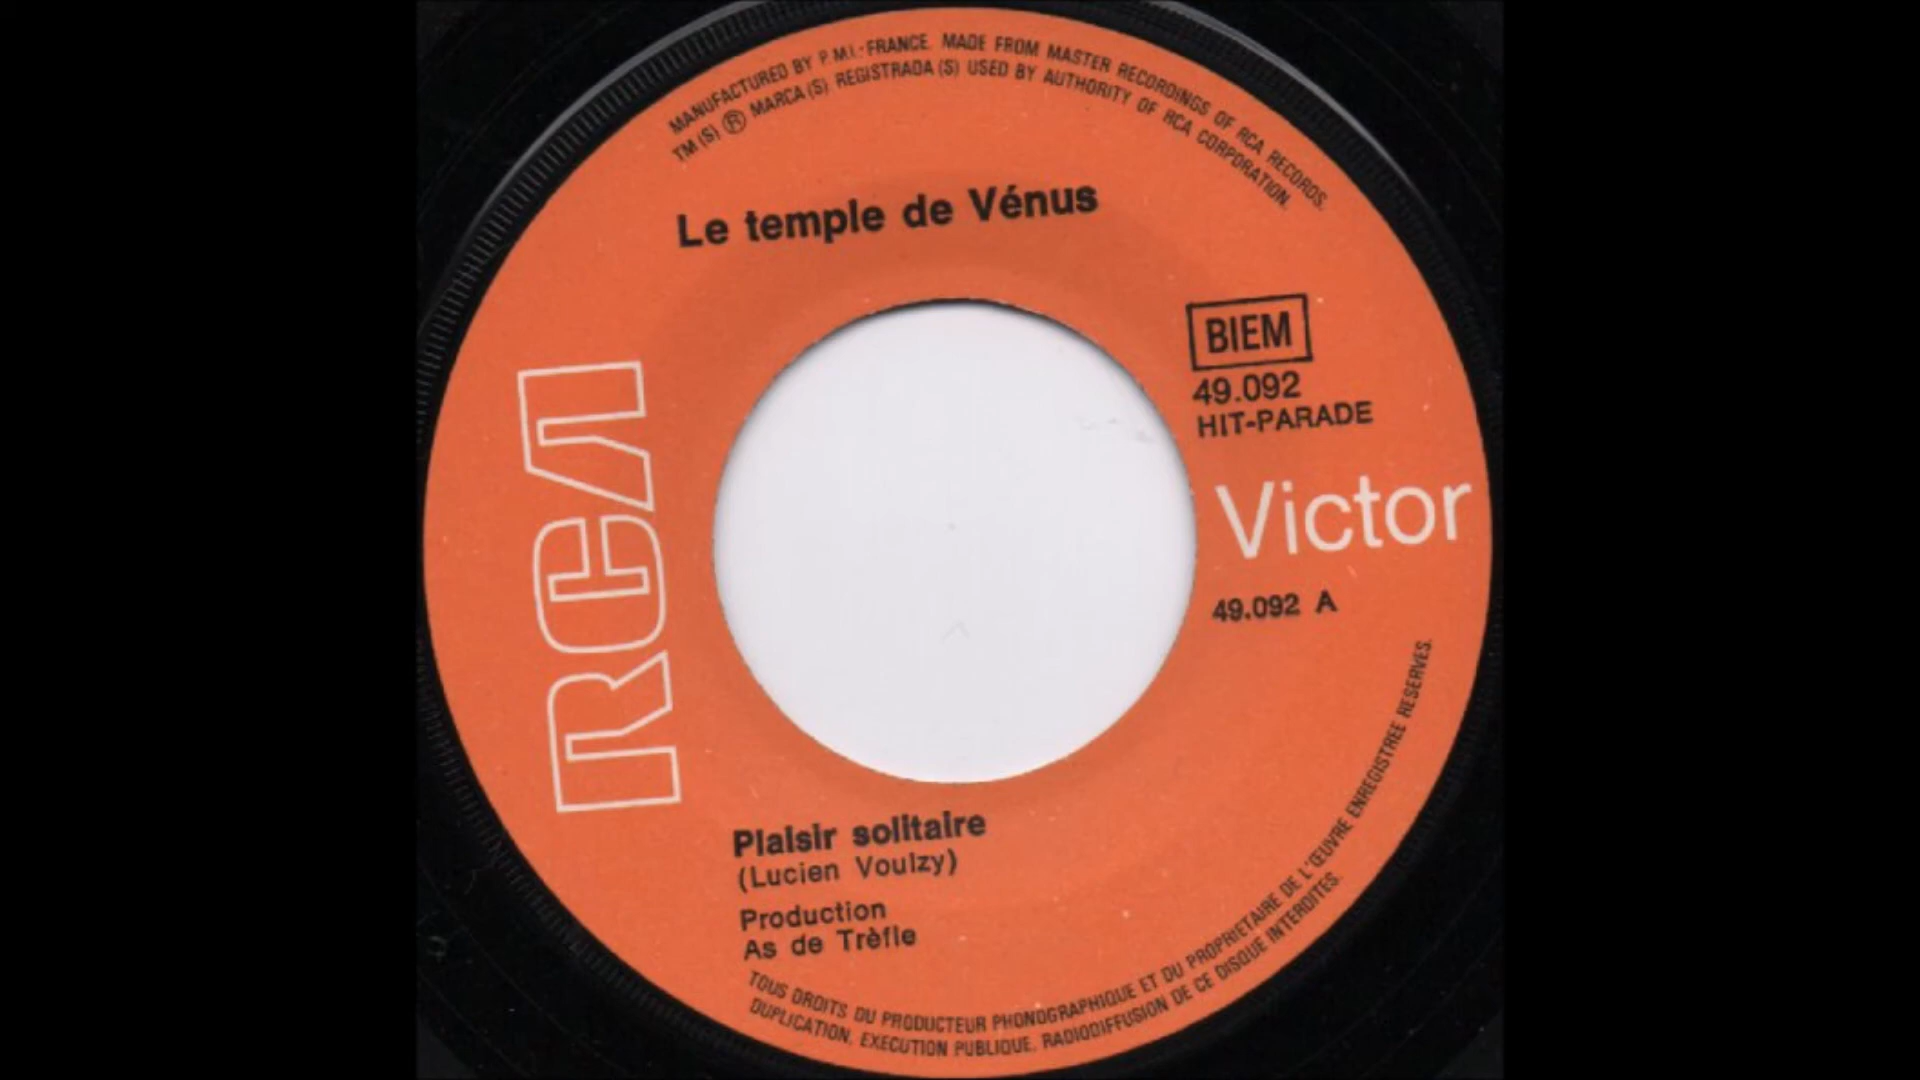 MANUFACTURED BY P.M.I.-FRANCE. MADE FROM MASTER RECORDINGS OF RCA RECORDS.
TM(S) ® MARCA(S) REGISTRADA(S) USED BY AUTHORITY OF RCA CORPORATION.
Le temple de Vénus
BIEM
49.092
HIT-PARADE
RCA
Victor
49.092 A
Plaisir solitaire
(Lucien Voulzy)
Production
As de Trèfle
TOUS DROITS DU PRODUCTEUR PHONOGRAPHIQUE ET DU PROPRIETAIRE DE L'ŒUVRE ENREGISTREE RESERVES.
DUPLICATION, EXECUTION PUBLIQUE, RADIODIFFUSION DE CE DISQUE INTERDITES.